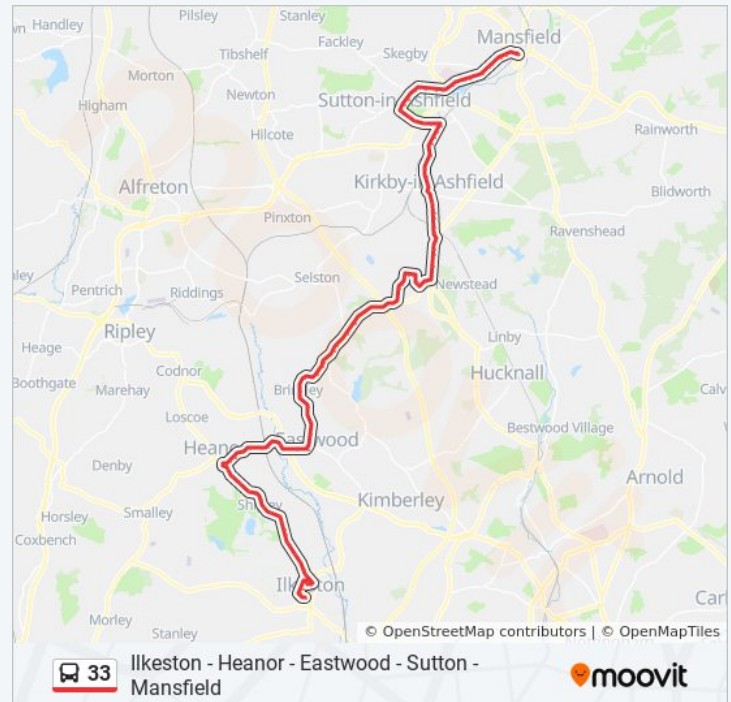 Handley
Pilsley
Stanley
Mansfield
Fackley
Skegby
Tibshelf
Morton
Newton
Sutton-in-Ashfield
Higham
Rainworth
Hilcote
Kirkby-in-Ashfield
Alfreton
Blidworth
Pinxton
Ravenshead
Selston
Newstead
Pentrich
Riddings
Linby
Ripley
Heage
Codnor
Hucknall
Boothgate
Marehay
Brinsley
Calv
Loscoe
Bestwood Village
Heanor
Eastwood
Denby
Arnold
Kimberley
Shipley
Horsley
Smalley
Coxbench
Ilkeston
Carl
Morley
Stanley
© OpenStreetMap contributors | © OpenMapTiles
33
Ilkeston - Heanor - Eastwood - Sutton -
Mansfield
moovit